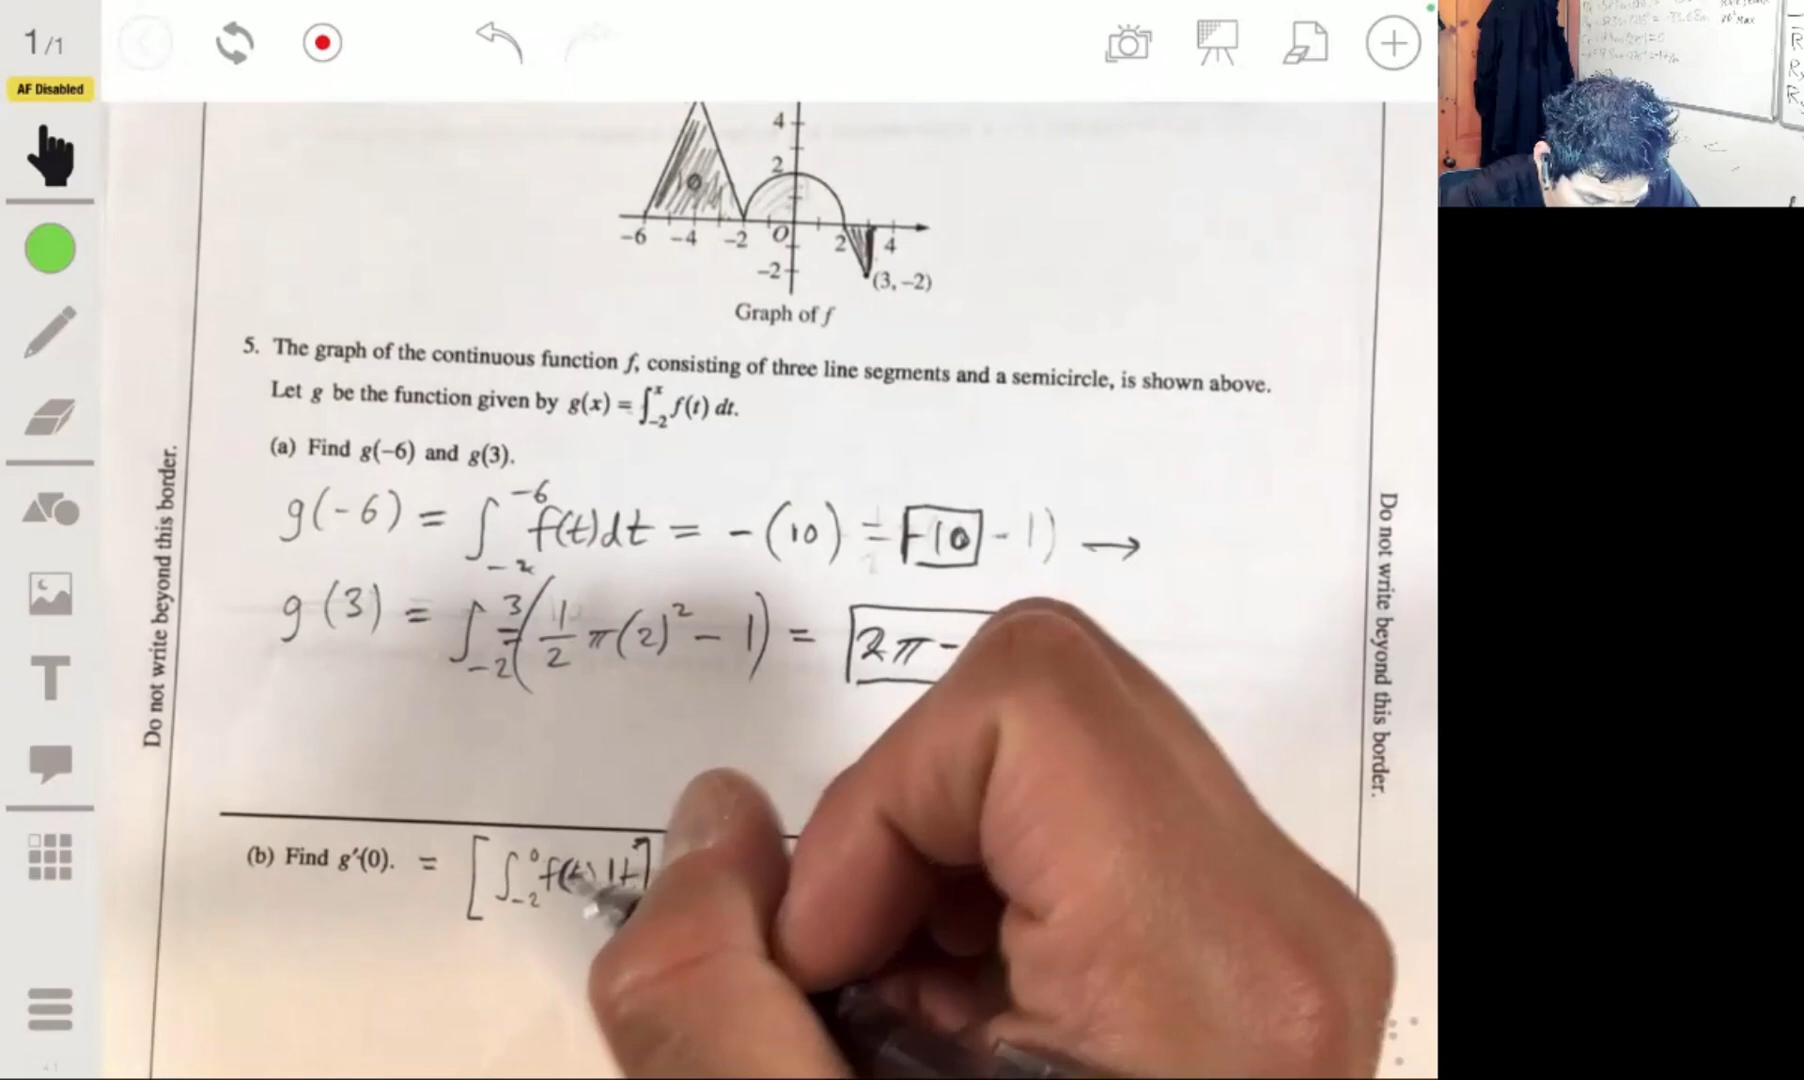 1/1
AF Disabled
4
2
-6 -4 -2 O 2 4
-2
(3, -2)
Graph of f
5. The graph of the continuous function f, consisting of three line segments and a semicircle, is shown above.
Let g be the function given by g(x) = ∫_{-2}^{x} f(t) dt.
(a) Find g(-6) and g(3).
g(-6) = ∫_{-2}^{-6} f(t)dt = -(10) = -10 - 1) →
g(3) = ∫_{-2}^{3} = (1/2 π(2)² - 1) = 2π -
(b) Find g′(0). = [∫_{-2}^{0} f(t) dt]
Do not write beyond this border.
Do not write beyond this border.
T